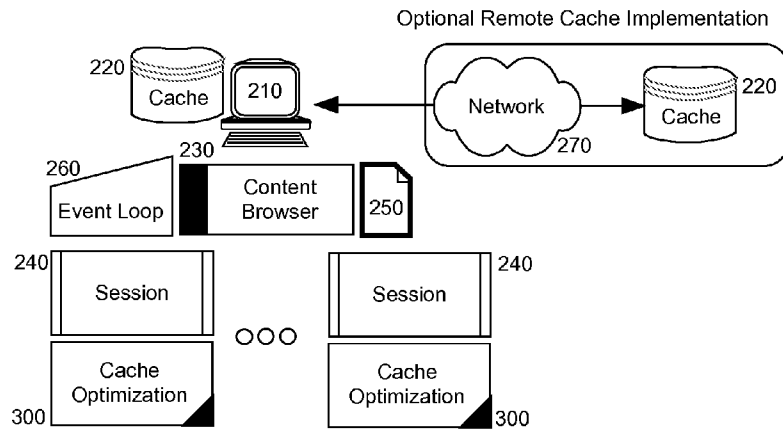 Optional Remote Cache Implementation
220
Cache
210
Network
270
220
Cache
260
Event Loop
230
Content
Browser
250
240
Session
240
Session
Cache
Optimization
300
Cache
Optimization
300